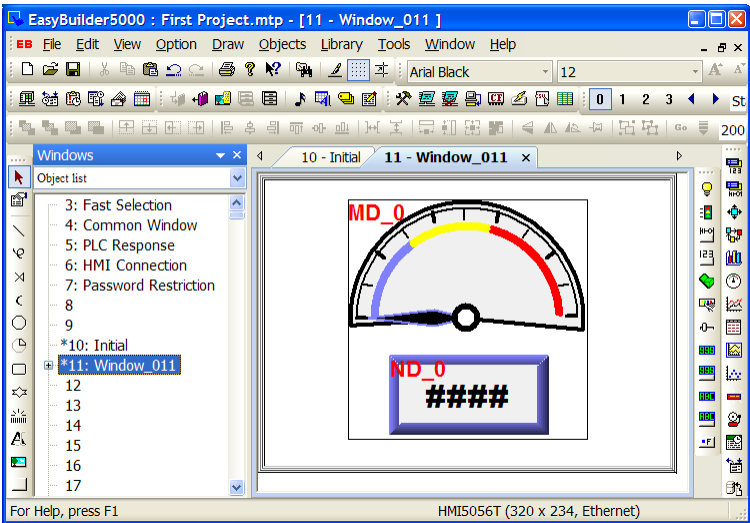 EasyBuilder5000 : First Project.mtp - [11 - Window_011 ]
EB File Edit View Option Draw Objects Library Tools Window Help
Arial Black 12 A A
0 1 2 3 St
Go 200
Windows
10 - Initial 11 - Window_011
Object list
3: Fast Selection
4: Common Window
5: PLC Response
6: HMI Connection
7: Password Restriction
8
9
*10: Initial
*11: Window_011
12
13
14
15
16
17
MD_0
ND_0
####
For Help, press F1
HMI5056T (320 x 234, Ethernet)